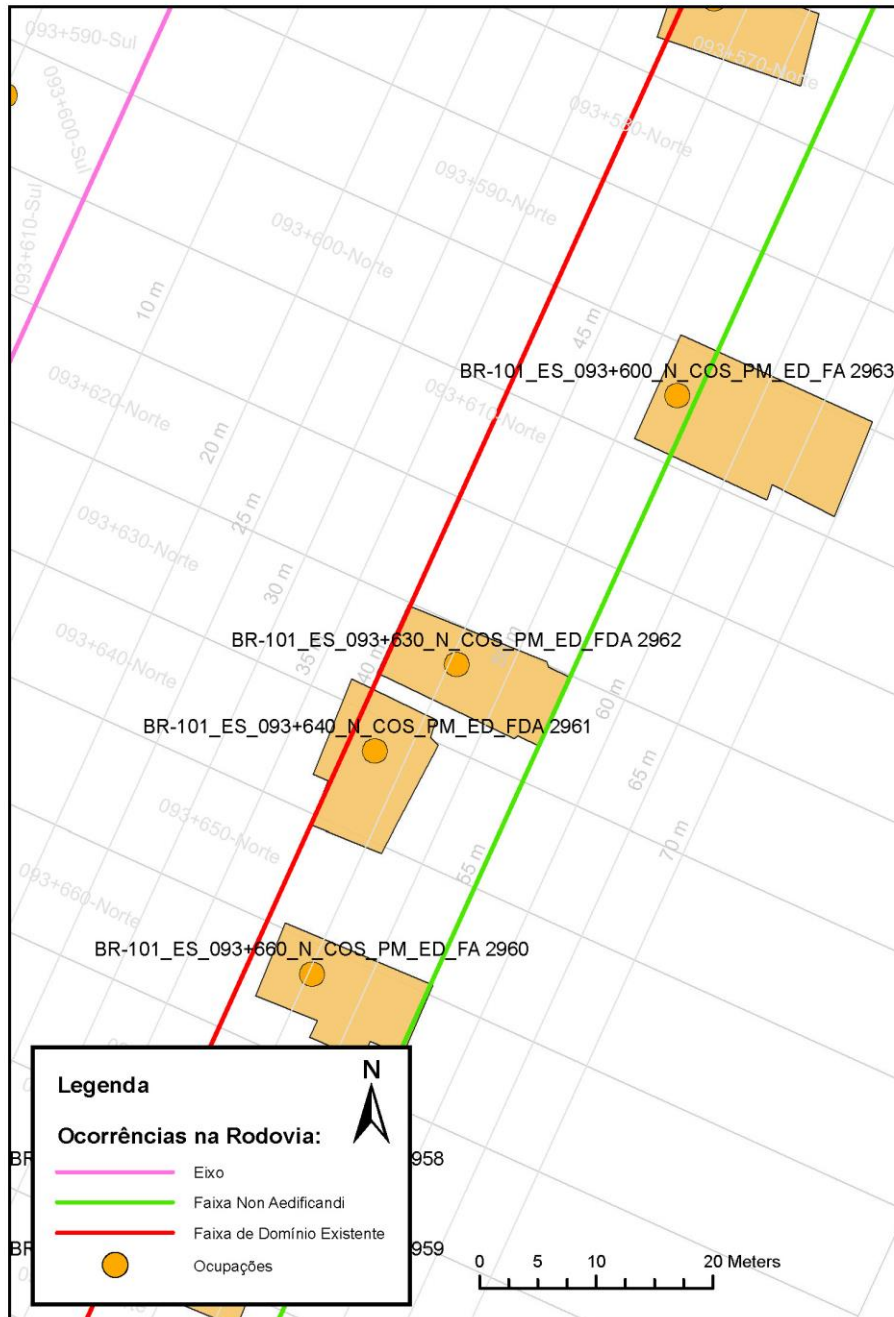 093+590-Sul
093+570-Norte
093+600-Sul
093+580-Norte
093+590-Norte
093+610-Sul
093+600-Norte
10 m
45 m
BR-101_ES_093+600_N_COS_PM_ED_FA 2963
093+620-Norte
093+610-Norte
20 m
25 m
093+630-Norte
30 m
BR-101_ES_093+630_N_COS_PM_ED_FDA 2962
093+640-Norte
35 m
40 m
60 m
BR-101_ES_093+640_N_COS_PM_ED_FDA 2961
65 m
093+650-Norte
70 m
55 m
093+660-Norte
BR-101_ES_093+660_N_COS_PM_ED_FA 2960
Legenda
N
Ocorrências na Rodovia:
Eixo
Faixa Non Aedificandi
Faixa de Domínio Existente
Ocupações
BR
958
BR
959
0 5 10 20 Meters